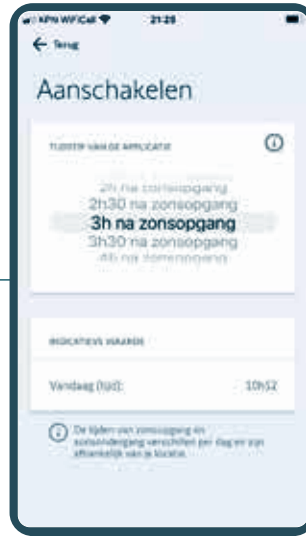 KPN WiFiCall 21:28
Terug
Aanschakelen
TIJDSTIP VAN DE APPLICATIE
2h na zonsopgang
2h30 na zonsopgang
3h na zonsopgang
3h30 na zonsopgang
4h na zonsopgang
INDICATIEVE WAARDE
Vandaag (tijd): 10h52
De tijden van zonsopgang en
zonsondergang verschillen per dag en zijn
afhankelijk van je locatie.